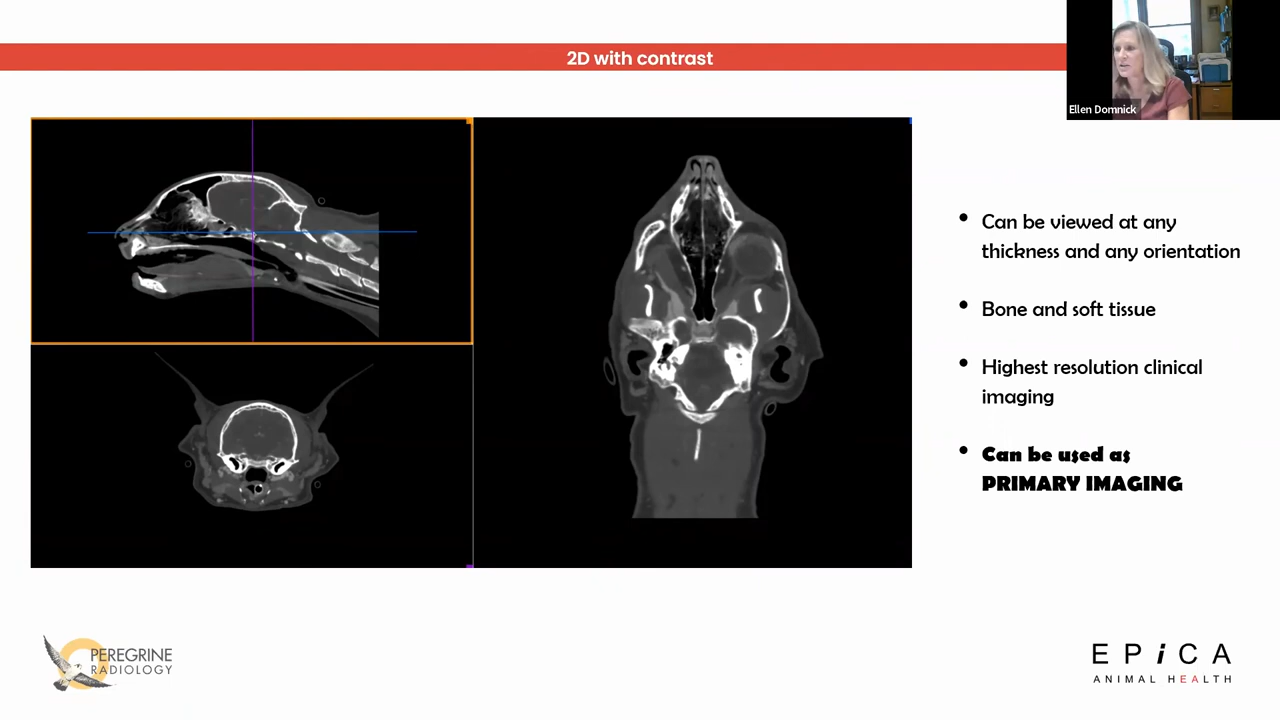 2D with contrast
Ellen Domnick
Can be viewed at any
thickness and any orientation
Bone and soft tissue
Highest resolution clinical
imaging
Can be used as
PRIMARY IMAGING
PEREGRINE
RADIOLOGY
EPiCA
ANIMAL HEALTH